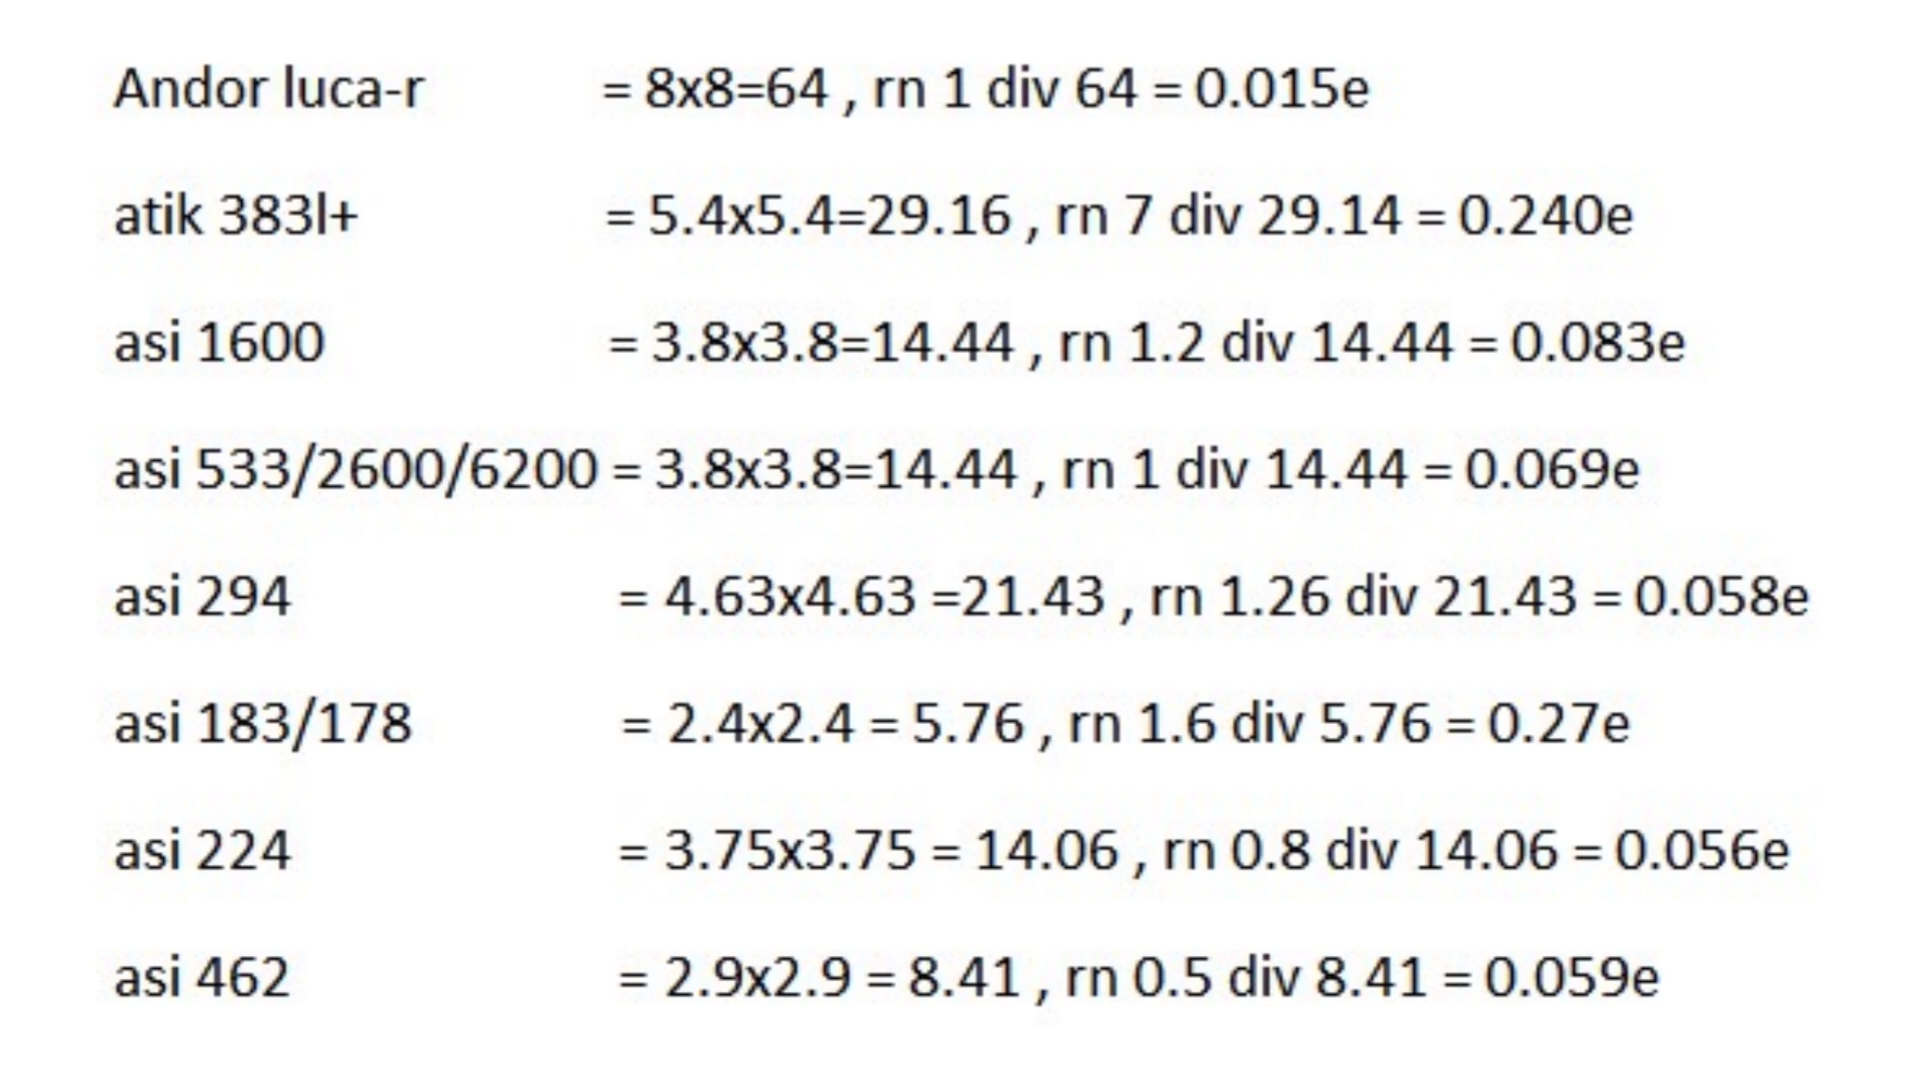 Andor luca-r = 8x8=64 , rn 1 div 64 = 0.015e
atik 383l+ = 5.4x5.4=29.16 , rn 7 div 29.14 = 0.240e
asi 1600 = 3.8x3.8=14.44 , rn 1.2 div 14.44 = 0.083e
asi 533/2600/6200 = 3.8x3.8=14.44 , rn 1 div 14.44 = 0.069e
asi 294 = 4.63x4.63 =21.43 , rn 1.26 div 21.43 = 0.058e
asi 183/178 = 2.4x2.4 = 5.76 , rn 1.6 div 5.76 = 0.27e
asi 224 = 3.75x3.75 = 14.06 , rn 0.8 div 14.06 = 0.056e
asi 462 = 2.9x2.9 = 8.41 , rn 0.5 div 8.41 = 0.059e